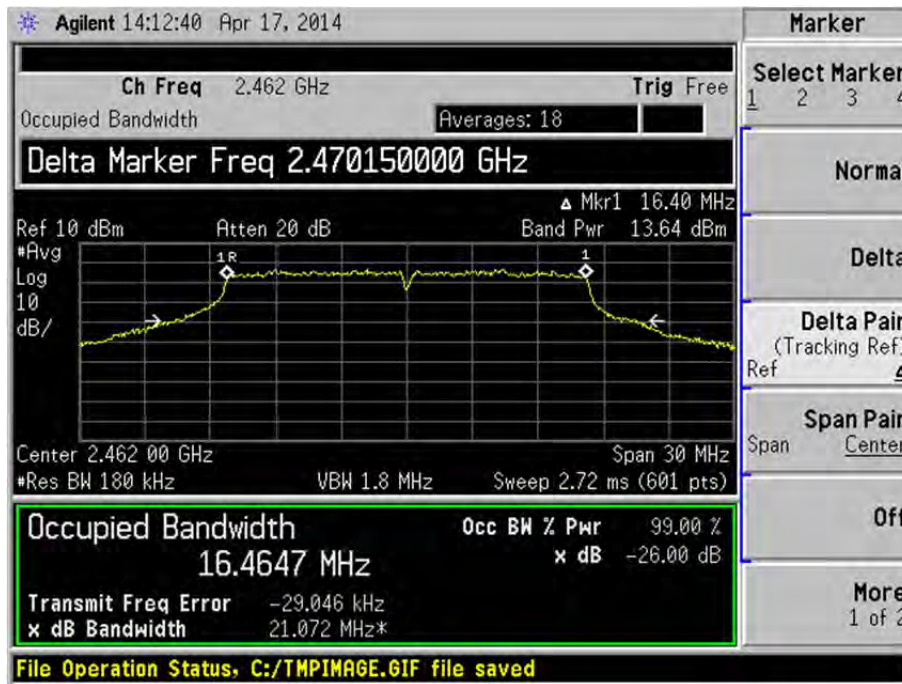 Agilent 14:12:40 Apr 17, 2014
Marker
Ch Freq 2.462 GHz Trig Free
Occupied Bandwidth Averages: 18
Delta Marker Freq 2.470150000 GHz
Δ Mkr1 16.40 MHz
Ref 10 dBm Atten 20 dB Band Pwr 13.64 dBm
#Avg
Log
10
dB/
1R
1
Center 2.462 00 GHz Span 30 MHz
#Res BW 180 kHz VBW 1.8 MHz Sweep 2.72 ms (601 pts)
Occupied Bandwidth Occ BW % Pwr 99.00 %
16.4647 MHz x dB -26.00 dB
Transmit Freq Error -29.046 kHz
x dB Bandwidth 21.072 MHz*
File Operation Status, C:/TMPIMAGE.GIF file saved
Select Marker
1 2 3 4
Norma
Delta
Delta Pair
(Tracking Ref)
Ref Δ
Span Pair
Span Center
Off
More
1 of 2